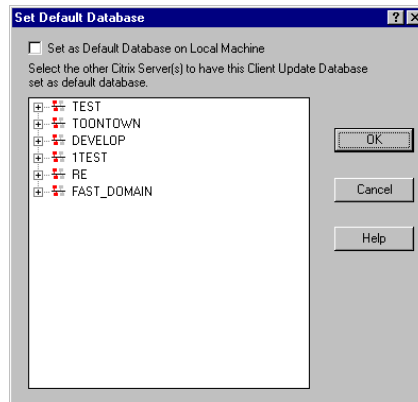 Set Default Database
Set as Default Database on Local Machine
Select the other Citrix Server(s) to have this Client Update Database
set as default database.
TEST
TOONTOWN
DEVELOP
1TEST
RE
FAST_DOMAIN
OK
Cancel
Help